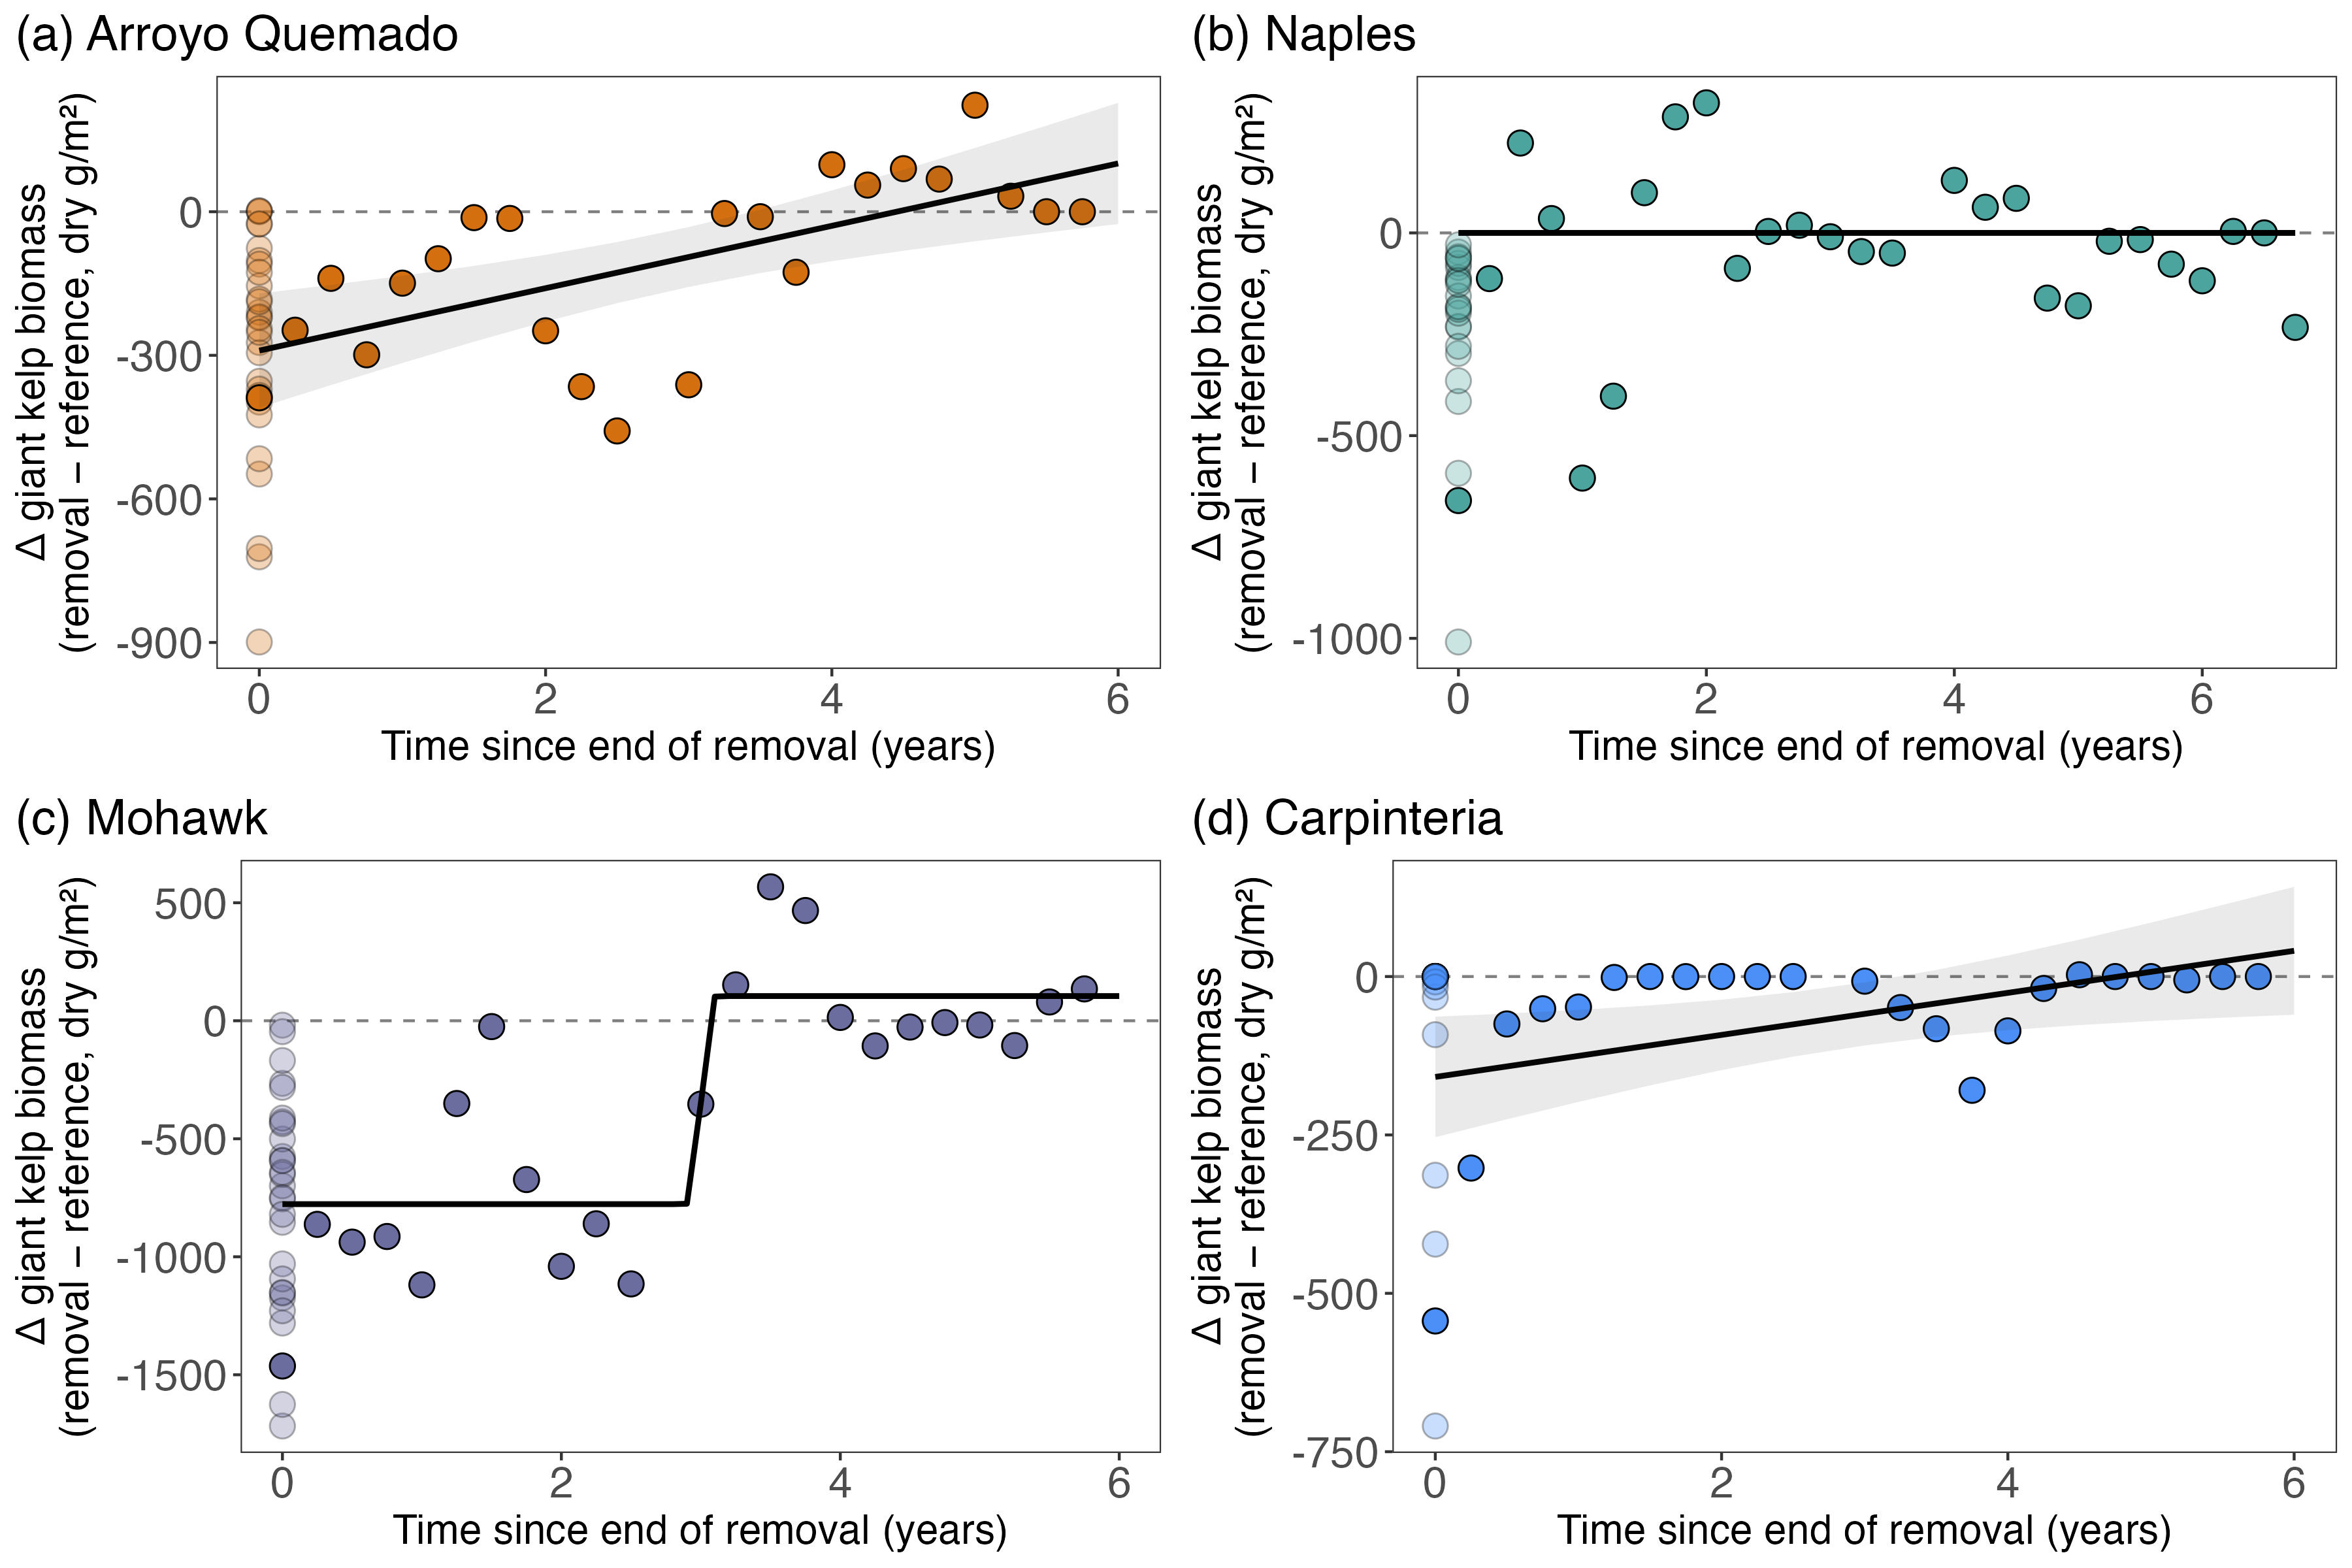 (a) Arroyo Quemado
Δ giant kelp biomass
(removal − reference, dry g/m²)
0
-300
-600
-900
0 2 4 6
Time since end of removal (years)
(b) Naples
Δ giant kelp biomass
(removal − reference, dry g/m²)
0
-500
-1000
0 2 4 6
Time since end of removal (years)
(c) Mohawk
Δ giant kelp biomass
(removal − reference, dry g/m²)
500
0
-500
-1000
-1500
0 2 4 6
Time since end of removal (years)
(d) Carpinteria
Δ giant kelp biomass
(removal − reference, dry g/m²)
0
-250
-500
-750
0 2 4 6
Time since end of removal (years)